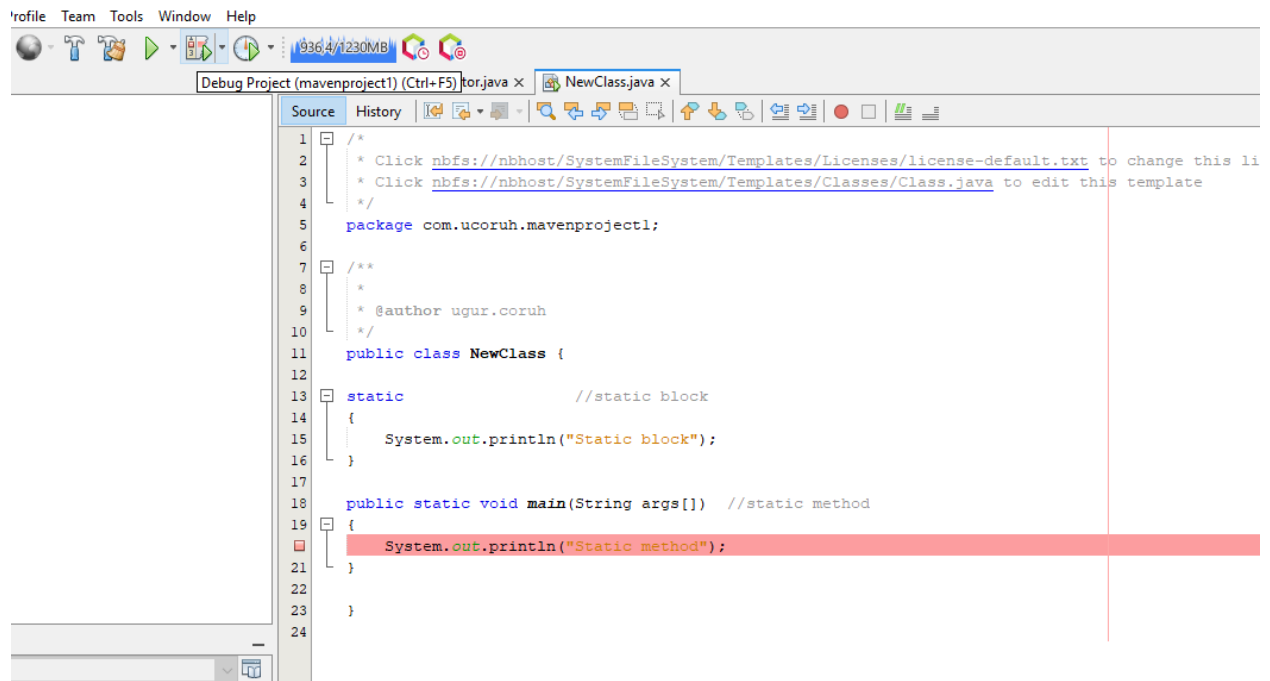 rofile Team Tools Window Help
936,4/1230MB
Debug Project (mavenproject1) (Ctrl+F5) tor.java × NewClass.java ×
Source History
1 /*
2 * Click nbfs://nbhost/SystemFileSystem/Templates/Licenses/license-default.txt to change this li
3 * Click nbfs://nbhost/SystemFileSystem/Templates/Classes/Class.java to edit this template
4 */
5 package com.ucoruh.mavenproject1;
6
7 /**
8 *
9 * @author ugur.coruh
10 */
11 public class NewClass {
12
13 static //static block
14 {
15 System.out.println("Static block");
16 }
17
18 public static void main(String args[]) //static method
19 {
System.out.println("Static method");
21 }
22
23 }
24